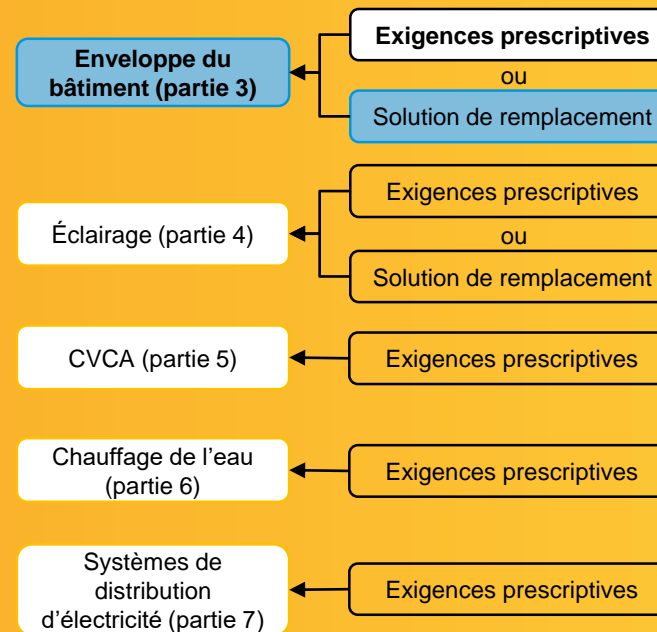 Enveloppe du
bâtiment (partie 3)
Exigences prescriptives
ou
Solution de remplacement
Éclairage (partie 4)
Exigences prescriptives
ou
Solution de remplacement
CVCA (partie 5)
Exigences prescriptives
Chauffage de l’eau
(partie 6)
Exigences prescriptives
Systèmes de
distribution
d’électricité (partie 7)
Exigences prescriptives